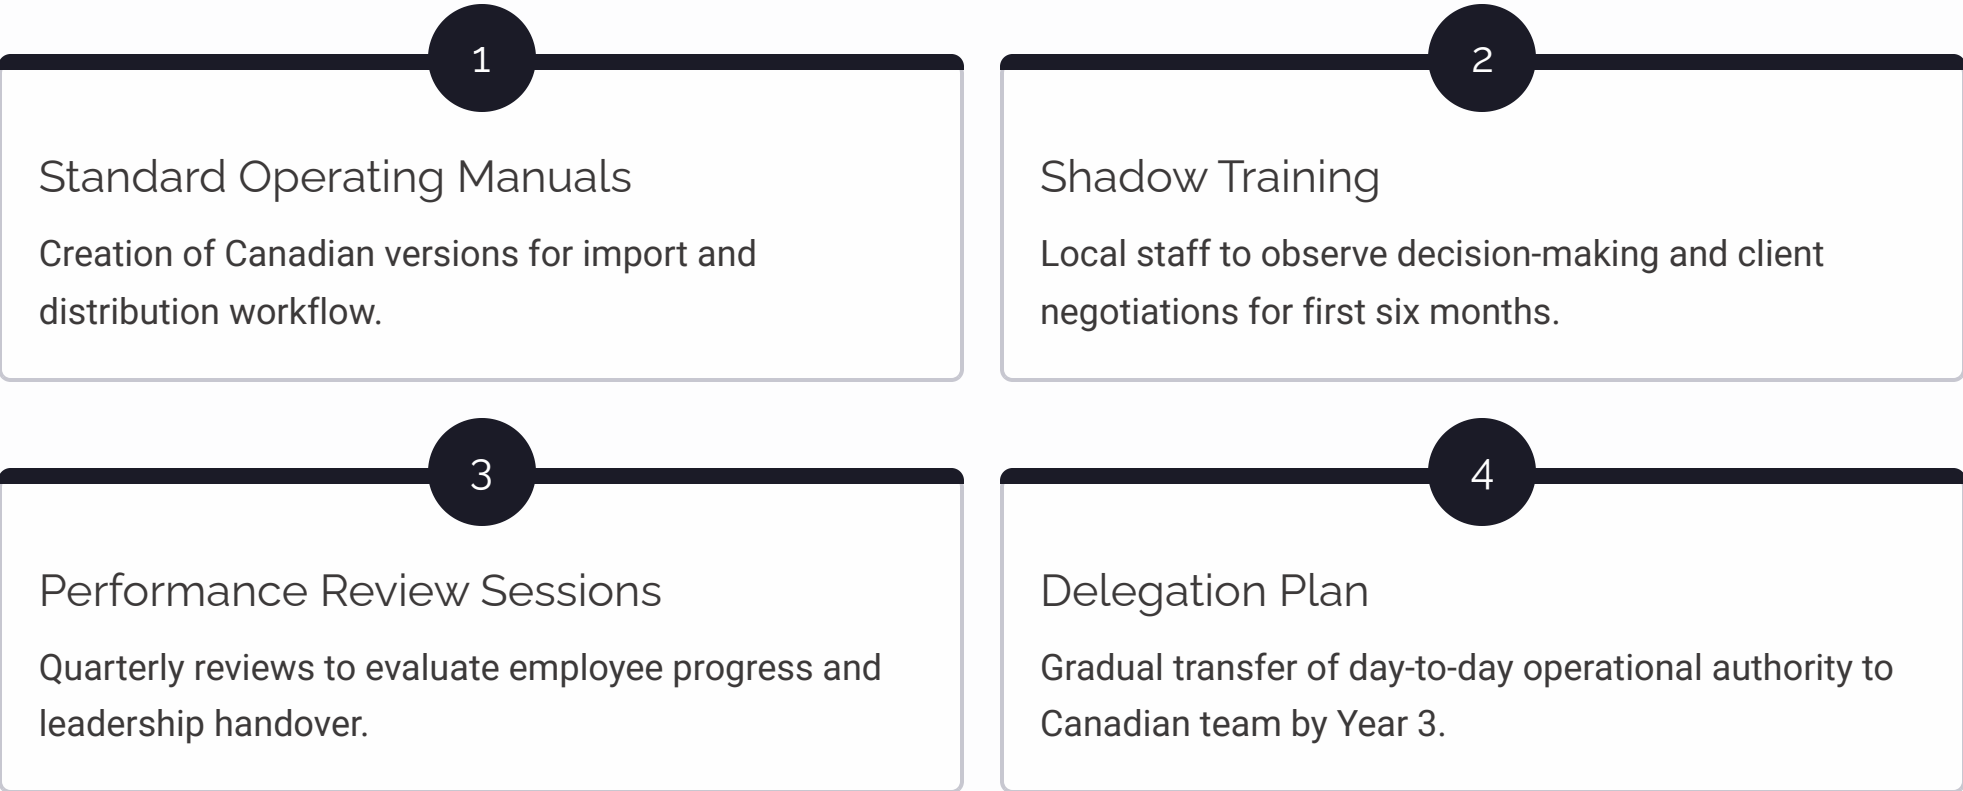 1
Standard Operating Manuals
Creation of Canadian versions for import and
distribution workflow.
2
Shadow Training
Local staff to observe decision-making and client
negotiations for first six months.
3
Performance Review Sessions
Quarterly reviews to evaluate employee progress and
leadership handover.
4
Delegation Plan
Gradual transfer of day-to-day operational authority to
Canadian team by Year 3.